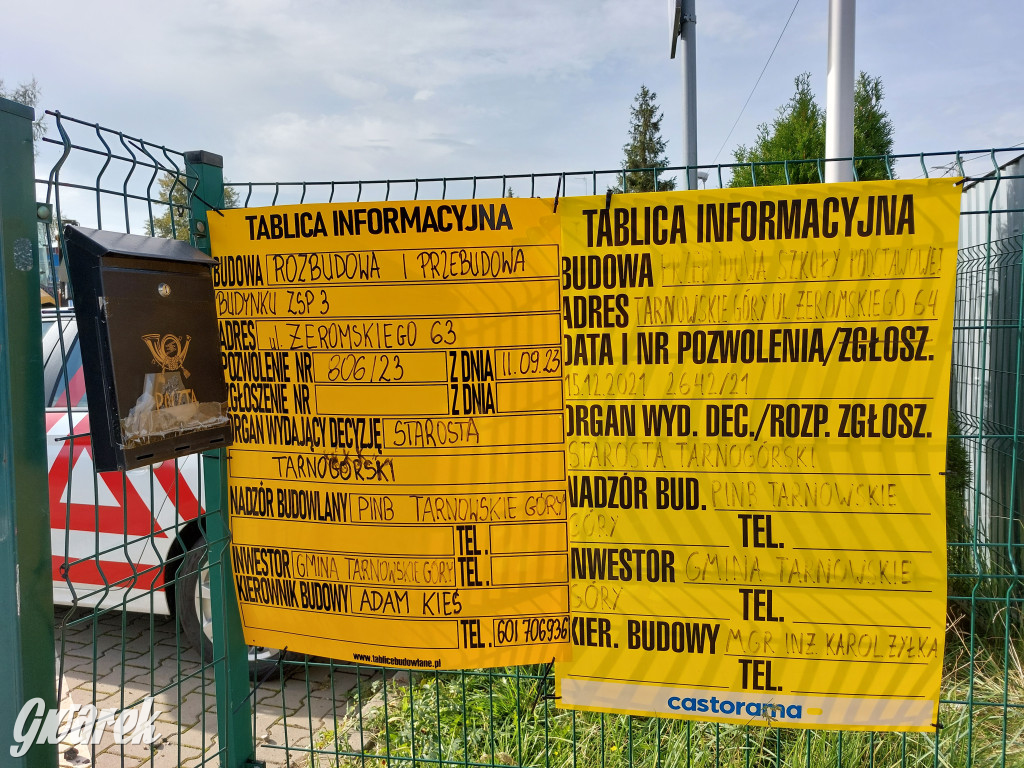 TABLICA INFORMACYJNA
BUDOWA ROZBUDOWA I PRZEBUDOWA
BUDYNKU ZSP 3
ADRES ul. ŻEROMSKIEGO 63
POZWOLENIE NR 806/23 Z DNIA 11.09.23
ZGŁOSZENIE NR Z DNIA
ORGAN WYDAJĄCY DECYZJĘ STAROSTA
TARNOGÓRSKI
NADZÓR BUDOWLANY PINB TARNOWSKIE GÓRY
TEL.
INWESTOR GMINA TARNOWSKIE GÓRY TEL.
KIEROWNIK BUDOWY ADAM KIEŚ
TEL. 601 706936
www.tablicebudowlane.pl
TABLICA INFORMACYJNA
BUDOWA SZKOŁY PODSTAWOWEJ
ADRES TARNOWSKIE GÓRY UL ŻEROMSKIEGO 64
DATA I NR POZWOLENIA/ZGŁOSZ.
15.12.2021 2642/21
ORGAN WYD. DEC./ROZP. ZGŁOSZ.
STAROSTA TARNOGÓRSKI
NADZÓR BUD. PINB TARNOWSKIE
GÓRY TEL.
INWESTOR GMINA TARNOWSKIE
GÓRY TEL.
KIER. BUDOWY MGR INŻ. KAROL ŻYŁKA
TEL.
castorama
POCZTA
Gwarek